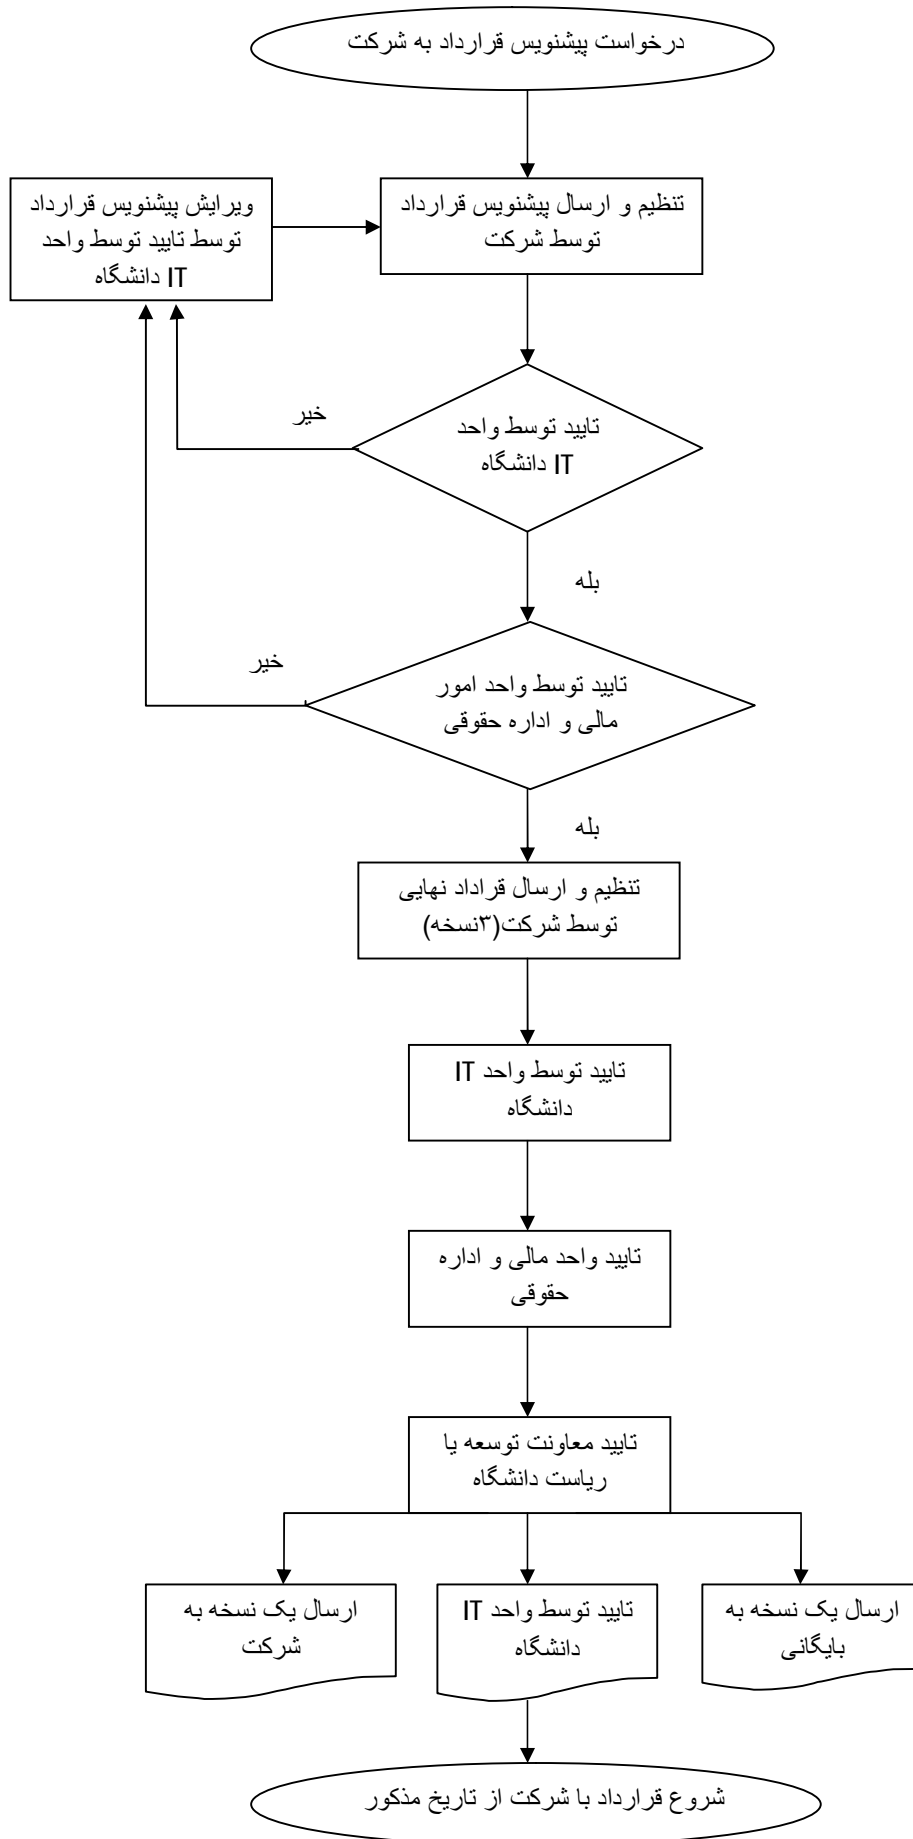 درخواست پیشنویس قرارداد به شرکت
تنظیم و ارسال پیشنویس قرارداد
توسط شرکت
ویرایش پیشنویس قرارداد
توسط تایید توسط واحد
IT دانشگاه
خیر
تایید توسط واحد
IT دانشگاه
بله
خیر
تایید توسط واحد امور
مالی و اداره حقوقی
بله
تنظیم و ارسال قراداد نهایی
توسط شرکت(۳نسخه)
تایید توسط واحد IT
دانشگاه
تایید واحد مالی و اداره
حقوقی
تایید معاونت توسعه یا
ریاست دانشگاه
ارسال یک نسخه به
بایگانی
تایید توسط واحد IT
دانشگاه
ارسال یک نسخه به
شرکت
شروع قرارداد با شرکت از تاریخ مذکور